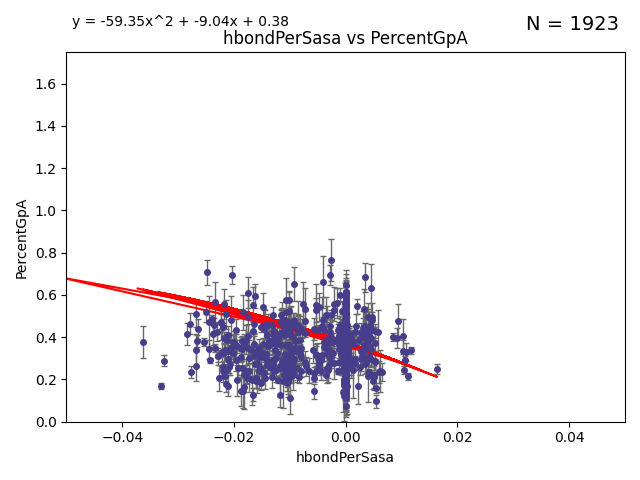 y = -59.35x^2 + -9.04x + 0.38
N = 1923
hbondPerSasa vs PercentGpA
1.6
1.4
1.2
1.0
0.8
0.6
0.4
0.2
0.0
PercentGpA
−0.04
−0.02
0.00
0.02
0.04
hbondPerSasa